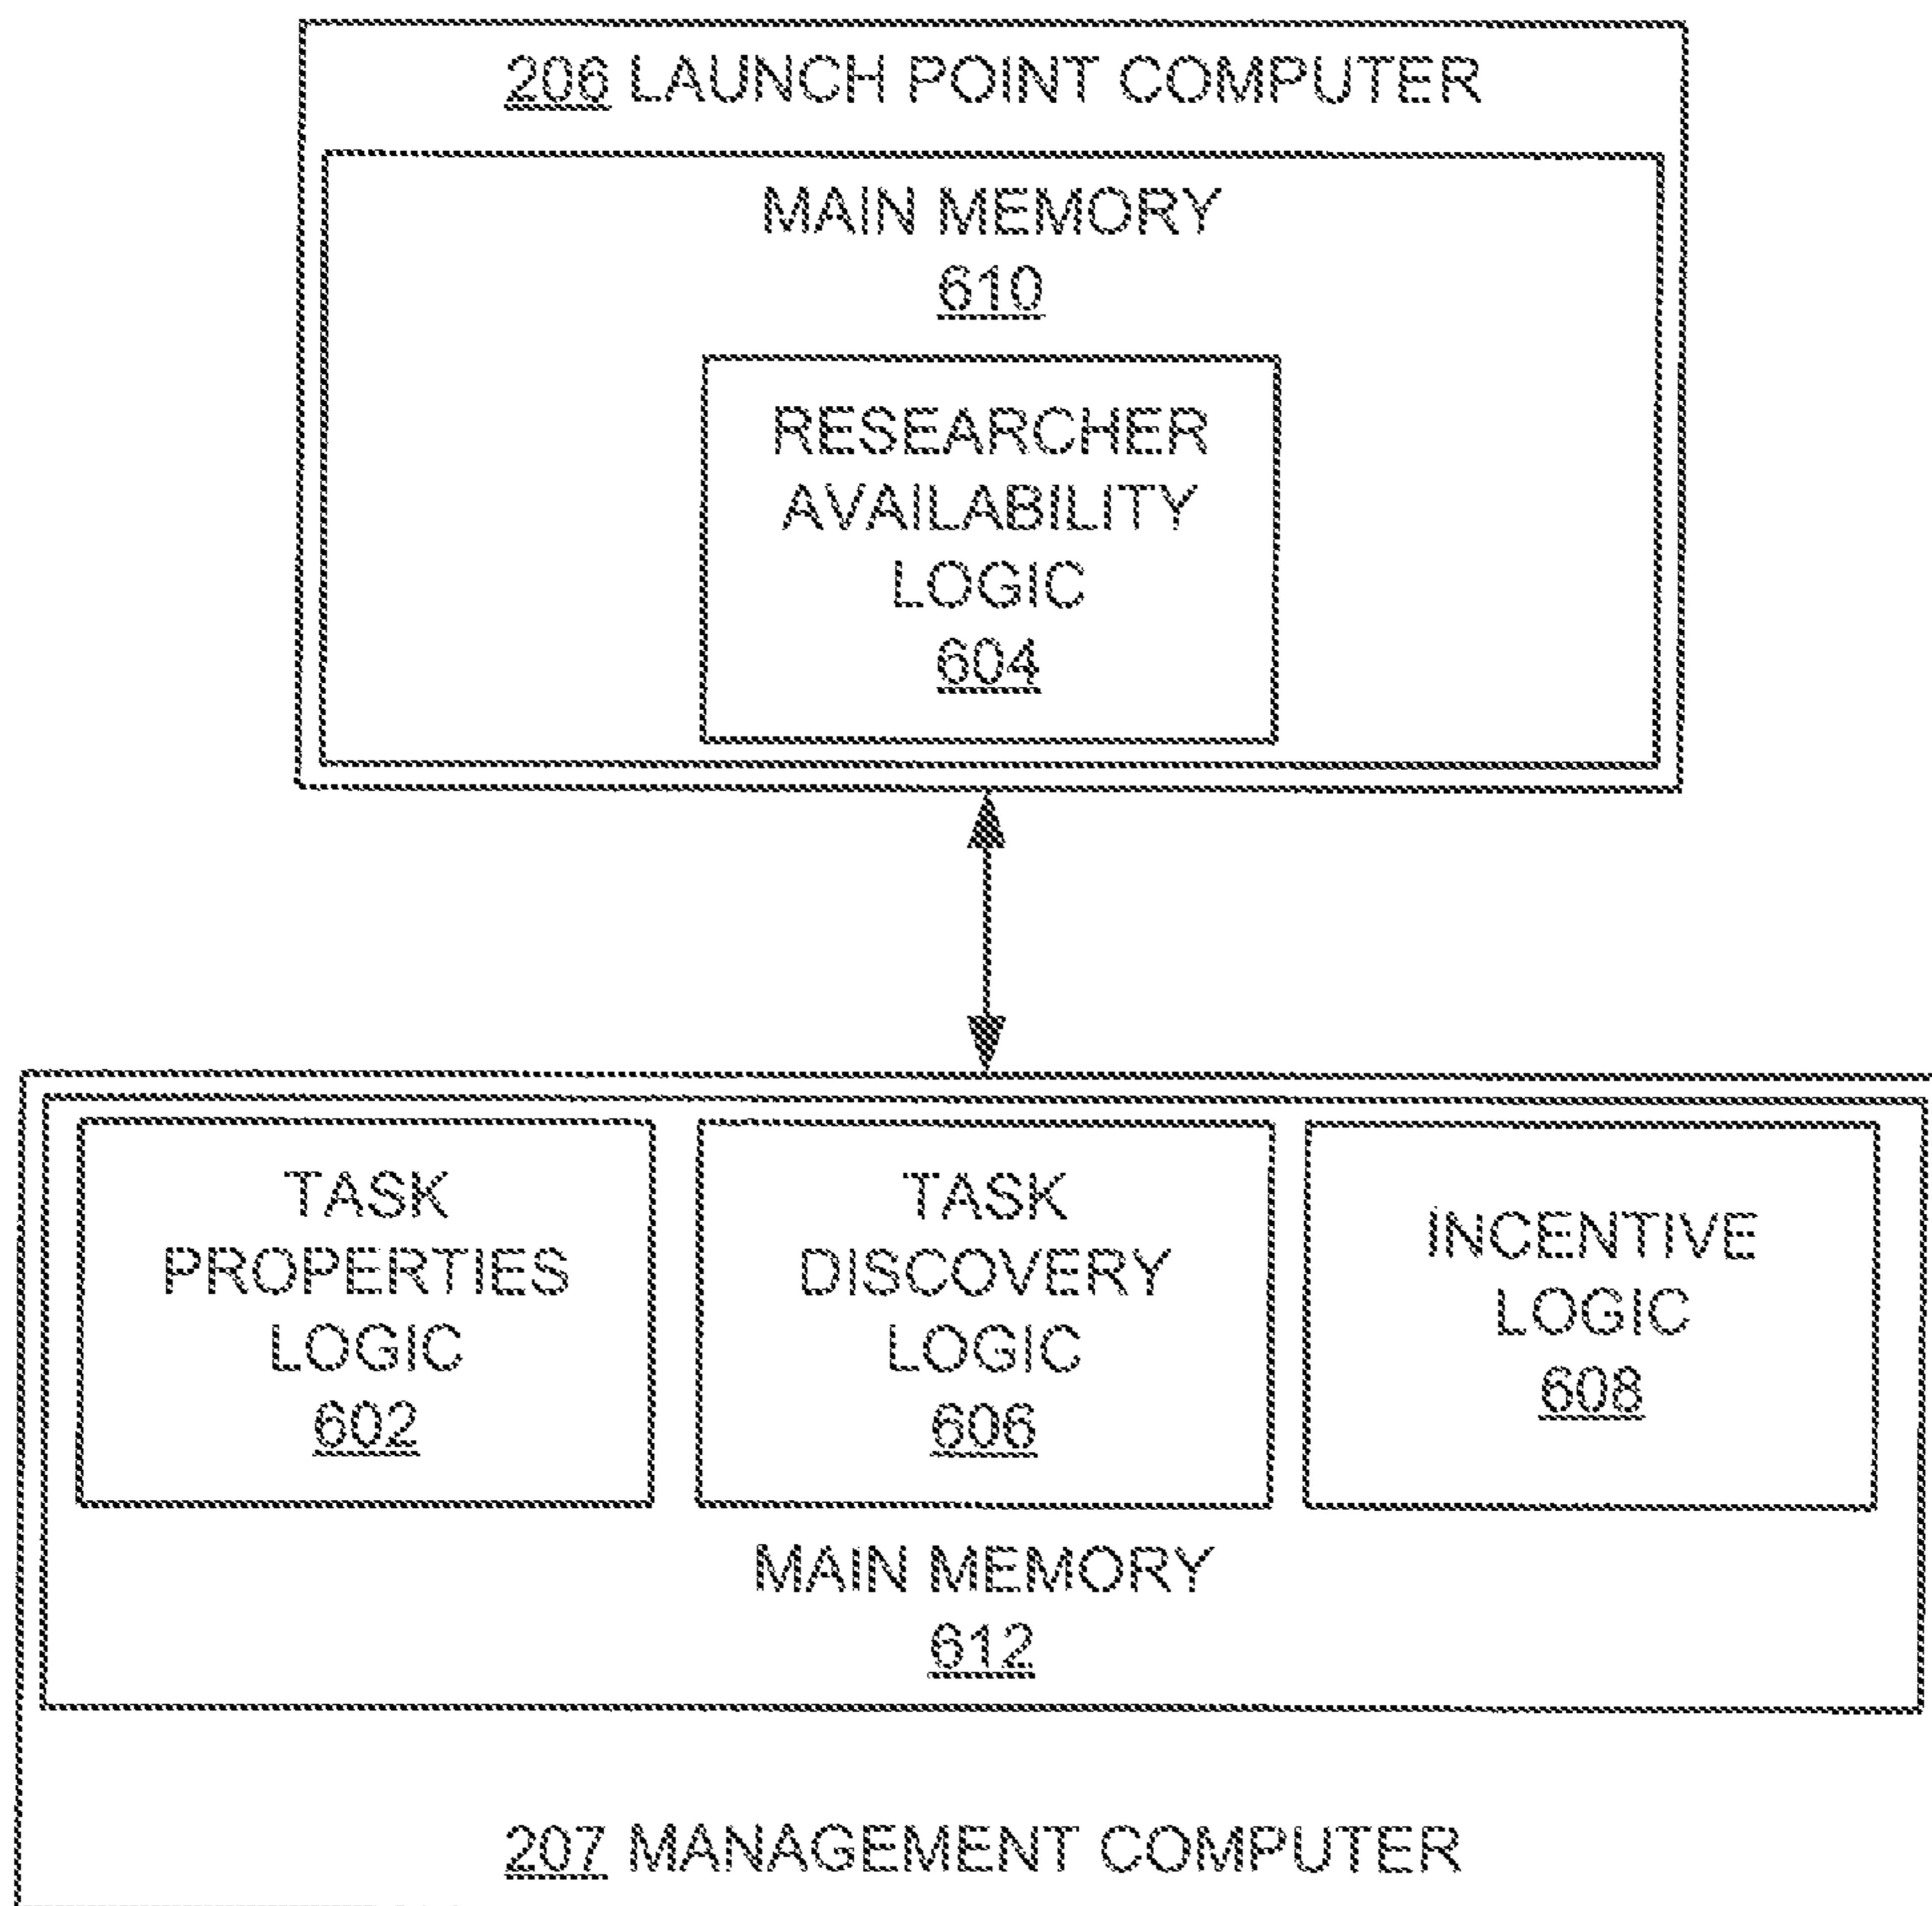 206 LAUNCH POINT COMPUTER
MAIN MEMORY
610
RESEARCHER
AVAILABILITY
LOGIC
604
TASK
PROPERTIES
LOGIC
602
TASK
DISCOVERY
LOGIC
606
INCENTIVE
LOGIC
608
MAIN MEMORY
612
207 MANAGEMENT COMPUTER